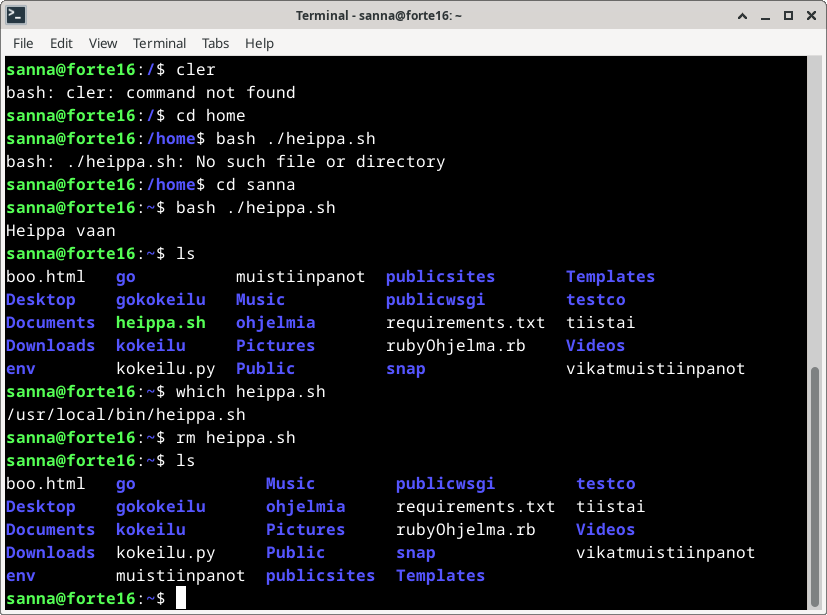 Terminal - sanna@forte16: ~
File Edit View Terminal Tabs Help
sanna@forte16:/$ cler
bash: cler: command not found
sanna@forte16:/$ cd home
sanna@forte16:/home$ bash ./heippa.sh
bash: ./heippa.sh: No such file or directory
sanna@forte16:/home$ cd sanna
sanna@forte16:~$ bash ./heippa.sh
Heippa vaan
sanna@forte16:~$ ls
boo.html go muistiinpanot publicsites Templates
Desktop gokokeilu Music publicwsgi testco
Documents heippa.sh ohjelmia requirements.txt tiistai
Downloads kokeilu Pictures rubyOhjelma.rb Videos
env kokeilu.py Public snap vikatmuistiinpanot
sanna@forte16:~$ which heippa.sh
/usr/local/bin/heippa.sh
sanna@forte16:~$ rm heippa.sh
sanna@forte16:~$ ls
boo.html go Music publicwsgi testco
Desktop gokokeilu ohjelmia requirements.txt tiistai
Documents kokeilu Pictures rubyOhjelma.rb Videos
Downloads kokeilu.py Public snap vikatmuistiinpanot
env muistiinpanot publicsites Templates
sanna@forte16:~$